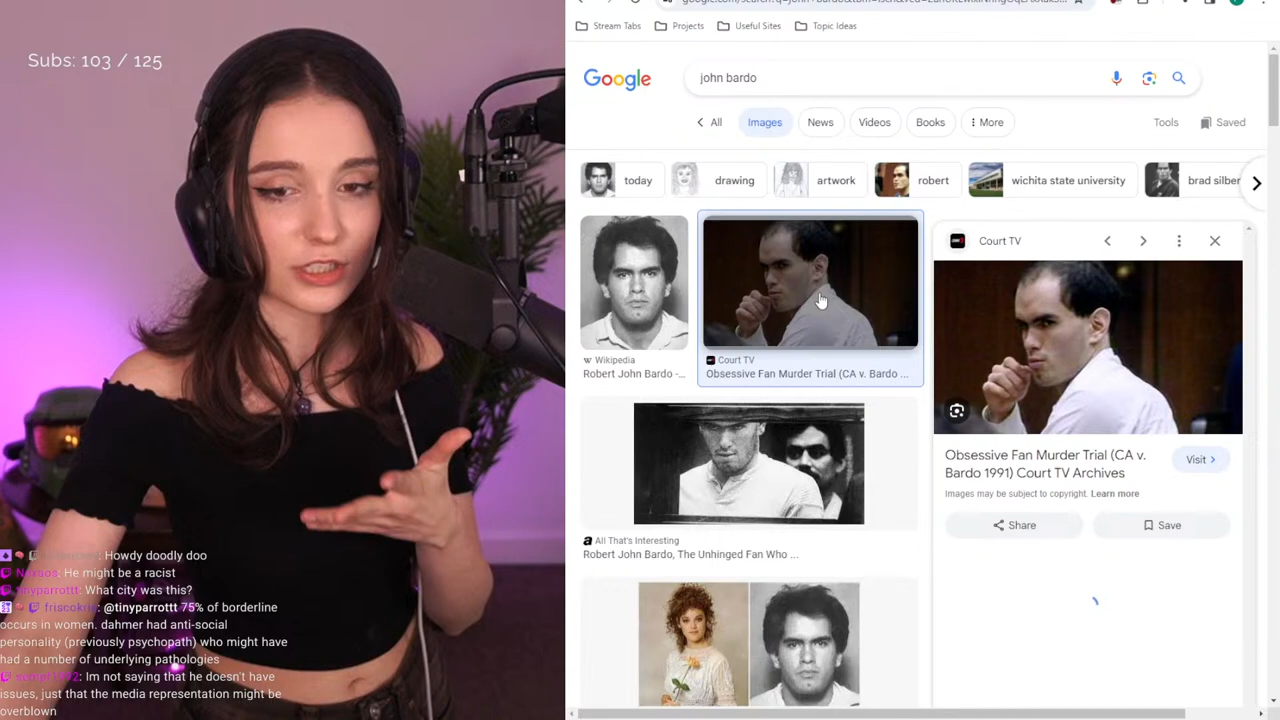 Subs: 103 / 125
Howdy doodly doo
He might be a racist
tinyparrottt: What city was this?
@tinyparrottt 75% of borderline
occurs in women. dahmer had anti-social
personality (previously psychopath) who might have
had a number of underlying pathologies
Im not saying that he doesn't have
issues, just that the media representation might be
overblown
Stream Tabs
Projects
Useful Sites
Topic Ideas
Google
john bardo
All
Images
News
Videos
Books
More
Tools
Saved
today
drawing
artwork
robert
wichita state university
brad silber
Wikipedia
Robert John Bardo -...
Court TV
Obsessive Fan Murder Trial (CA v. Bardo ...
All That's Interesting
Robert John Bardo, The Unhinged Fan Who ...
Court TV
Obsessive Fan Murder Trial (CA v.
Bardo 1991) Court TV Archives
Visit
Images may be subject to copyright. Learn more
Share
Save